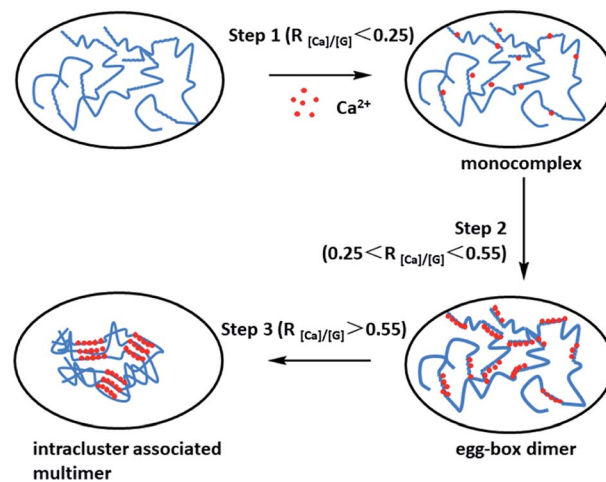 Step 1 (R [Ca]/[G]<0.25)
Ca²⁺
monocomplex
Step 2
(0.25<R [Ca]/[G]<0.55)
Step 3 (R [Ca]/[G]>0.55)
intracluster associated
multimer
egg-box dimer